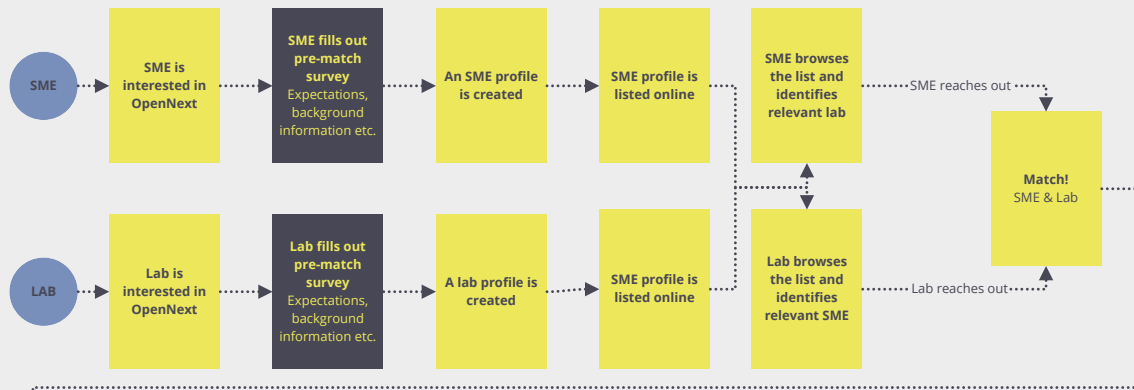 SME
SME is
interested in
OpenNext
SME fills out
pre-match
survey
Expectations,
background
information etc.
An SME profile
is created
SME profile is
listed online
SME browses
the list and
identifies
relevant lab
SME reaches out
Match!
SME & Lab
LAB
Lab is
interested in
OpenNext
Lab fills out
pre-match
survey
Expectations,
background
information etc.
A lab profile is
created
SME profile is
listed online
Lab browses
the list and
identifies
relevant SME
Lab reaches out